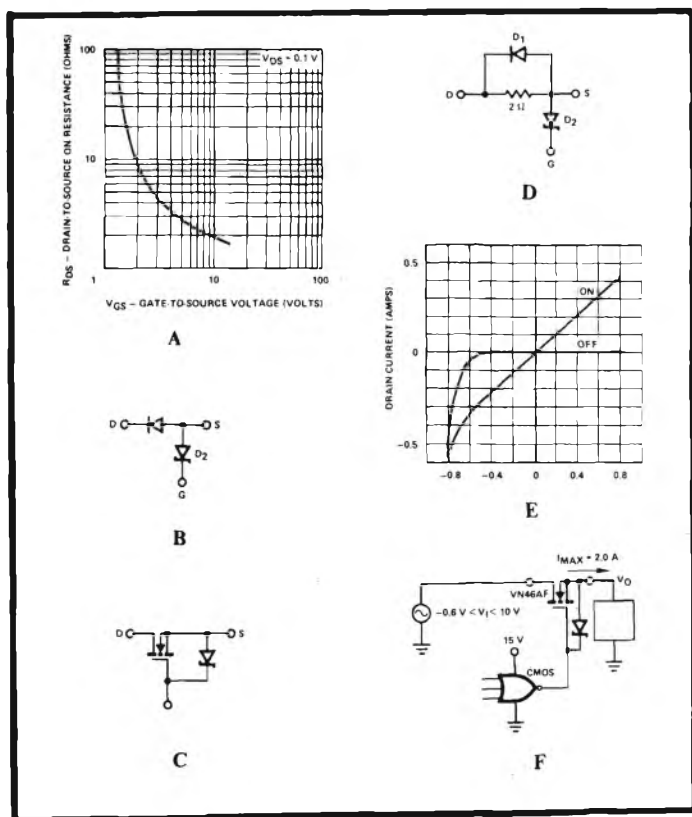 RDS – DRAIN-TO-SOURCE ON RESISTANCE (OHMS)
100
10
VDS = 0.1 V
1
10
100
VGS – GATE-TO-SOURCE VOLTAGE (VOLTS)
A
D
S
D2
G
B
D
S
C
D1
D
S
2 Ω
D2
G
D
DRAIN CURRENT (AMPS)
0.5
0
−0.5
ON
OFF
−0.8
−0.4
0
0.4
0.8
E
IMAX = 2.0 A
VN46AF
VO
−0.6 V < VI < 10 V
15 V
CMOS
F